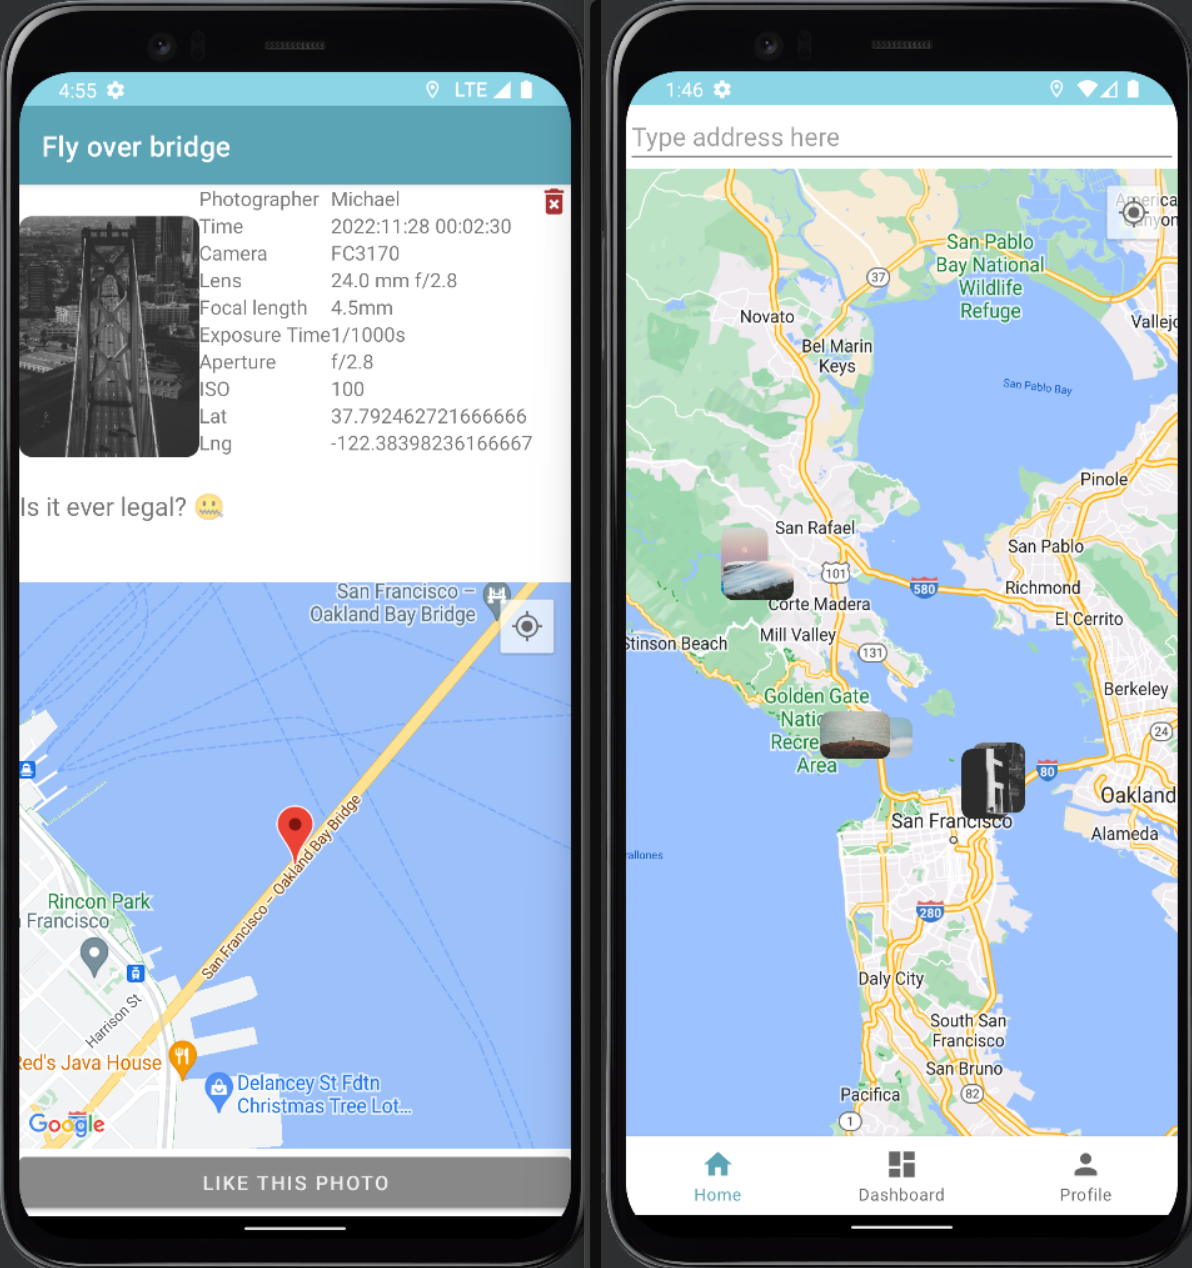 4:55
LTE
Fly over bridge
Photographer Michael
Time 2022:11:28 00:02:30
Camera FC3170
Lens 24.0 mm f/2.8
Focal length 4.5mm
Exposure Time1/1000s
Aperture f/2.8
ISO 100
Lat 37.792462721666666
Lng -122.38398236166667
Is it ever legal? 🤐
San Francisco –
Oakland Bay Bridge
San Francisco – Oakland Bay Bridge
Rincon Park
Francisco
Harrison St
Red's Java House
Delancey St Fdtn
Christmas Tree Lot...
Google
LIKE THIS PHOTO
1:46
Type address here
America
Canyon
San Pablo
Bay National
Wildlife
Refuge
37
Novato
Vallejo
Bel Marin
Keys
San Pablo Bay
Pinole
San Rafael
San Pablo
101
580
Richmond
Corte Madera
El Cerrito
Mill Valley
Stinson Beach
131
Berkeley
Golden Gate
Recre
Area
24
80
Oakland
San Francisco
Alameda
rallones
280
Daly City
South San
Francisco
San Bruno
Pacifica
82
1
Home
Dashboard
Profile